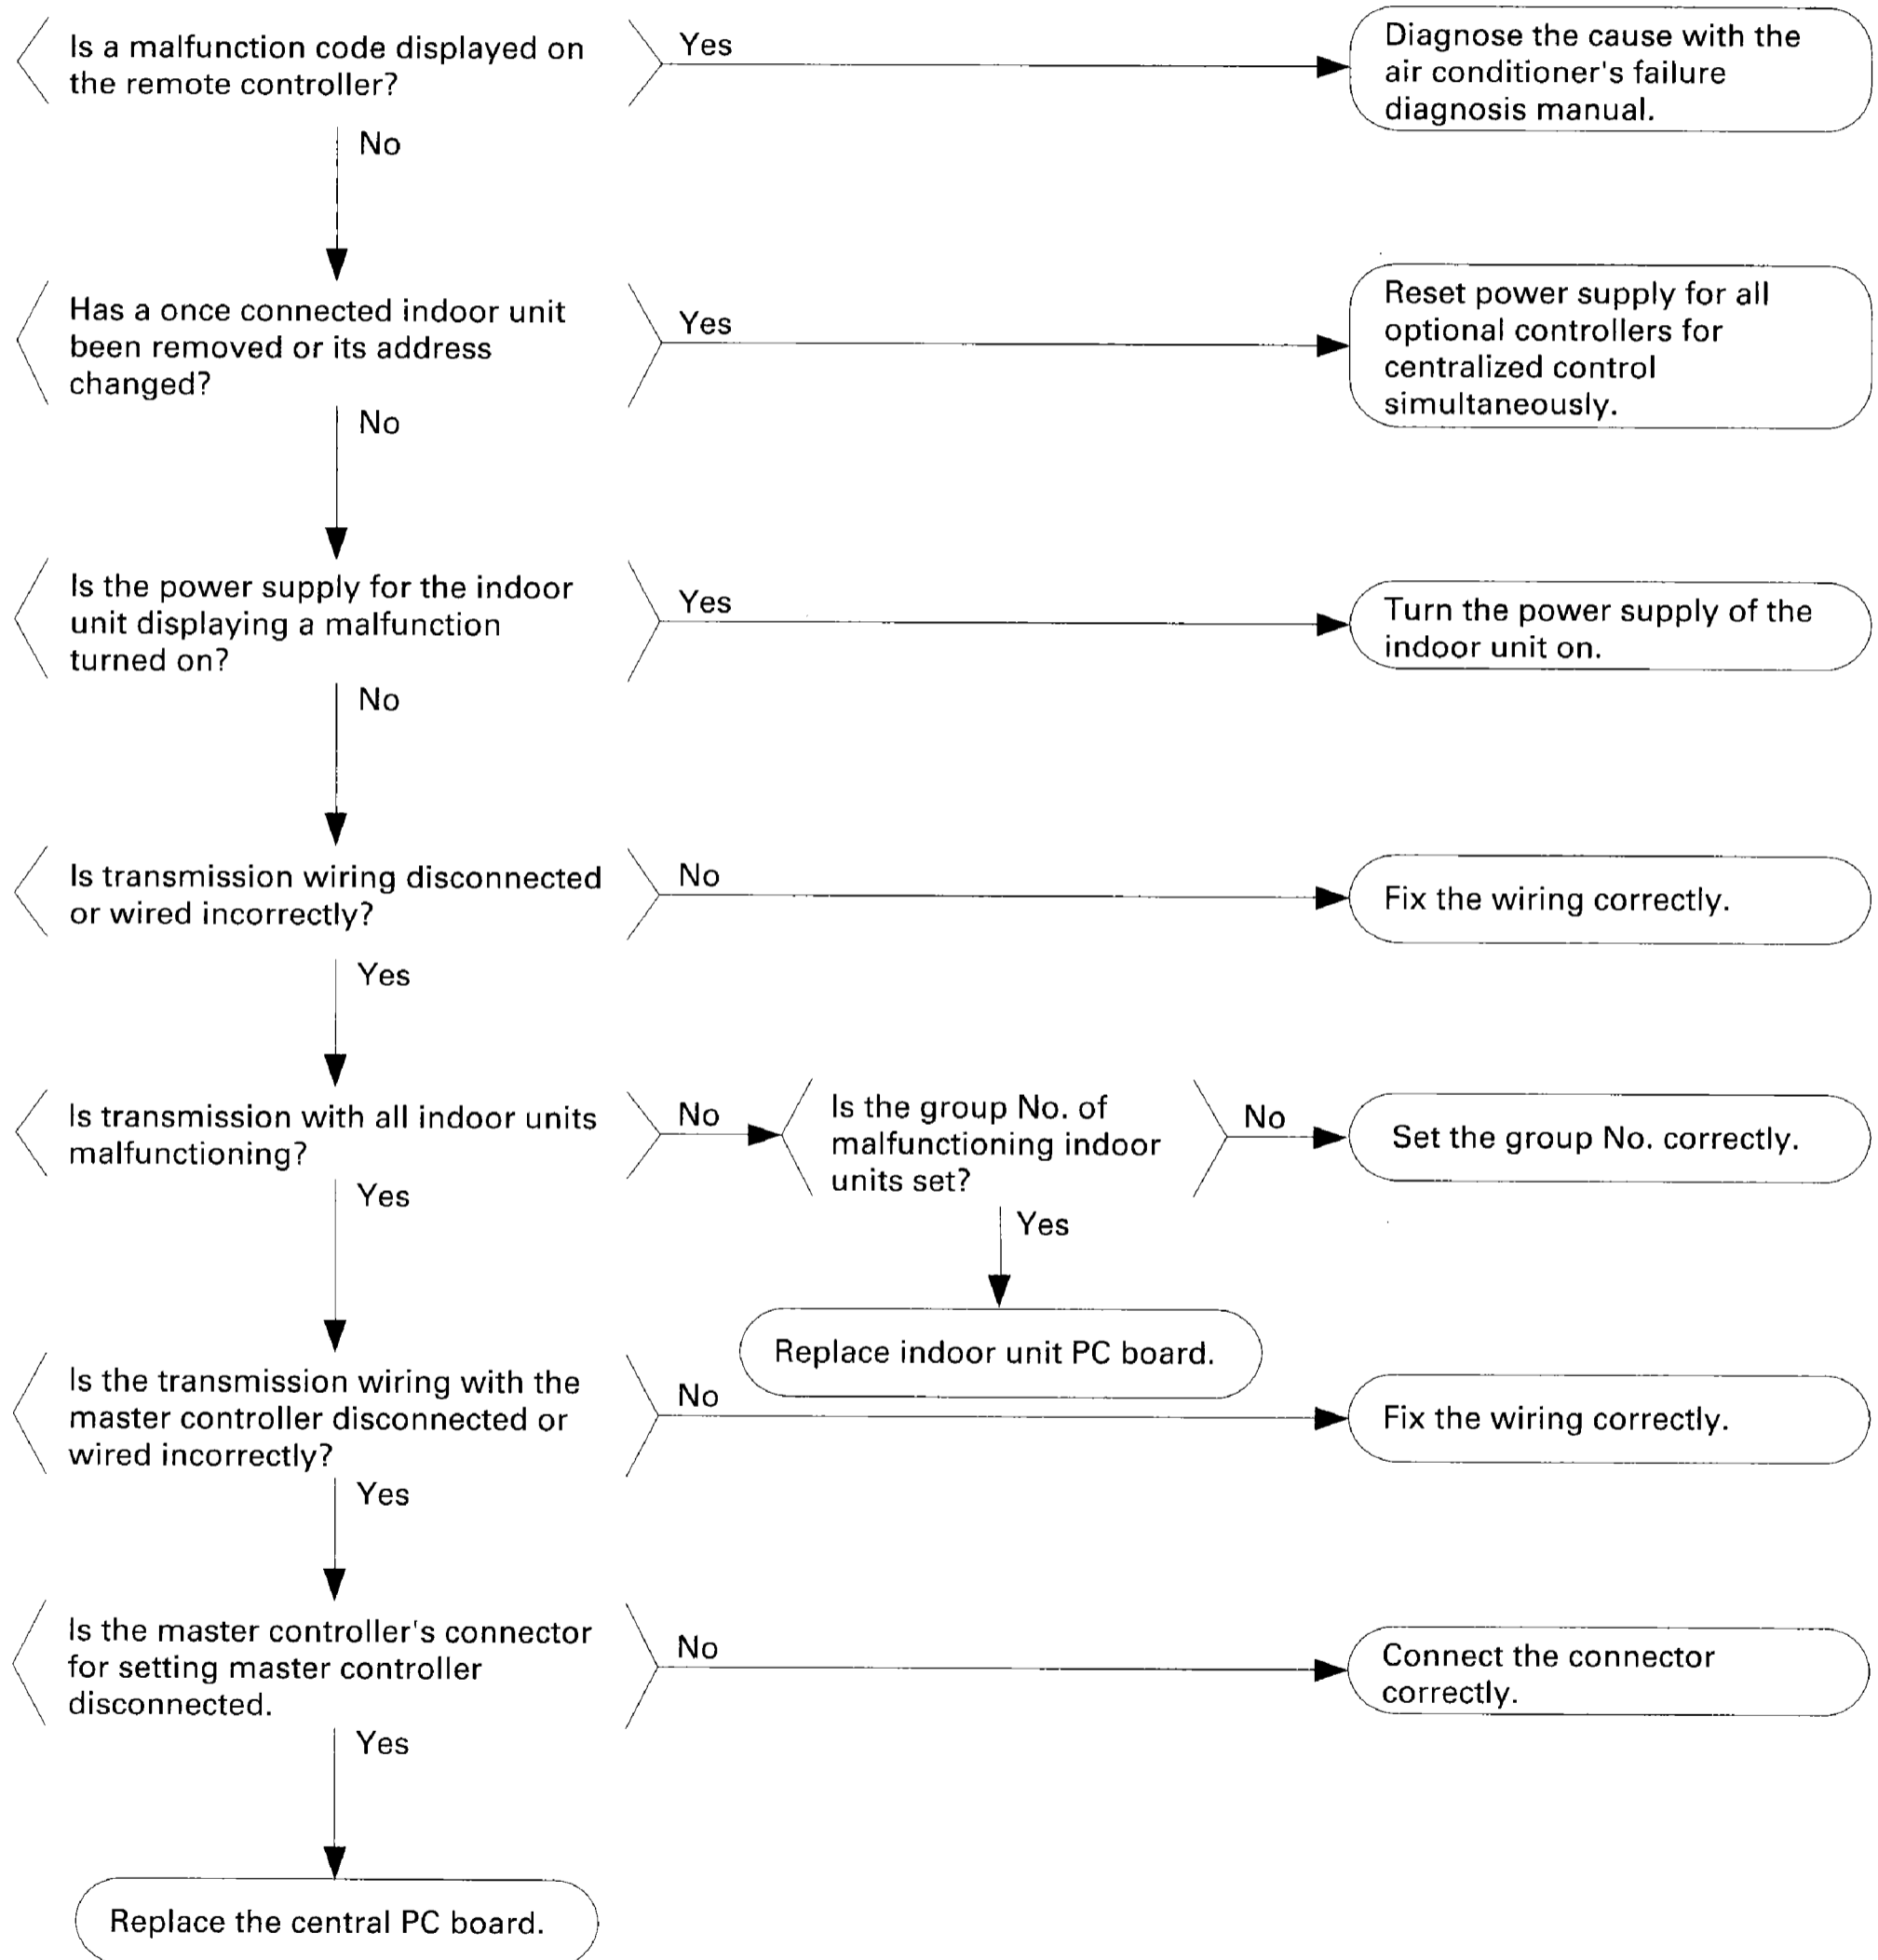 Is a malfunction code displayed on
the remote controller?
Yes
Diagnose the cause with the
air conditioner's failure
diagnosis manual.
No
Has a once connected indoor unit
been removed or its address
changed?
Yes
Reset power supply for all
optional controllers for
centralized control
simultaneously.
No
Is the power supply for the indoor
unit displaying a malfunction
turned on?
Yes
Turn the power supply of the
indoor unit on.
No
Is transmission wiring disconnected
or wired incorrectly?
No
Fix the wiring correctly.
Yes
Is transmission with all indoor units
malfunctioning?
No
Is the group No. of
malfunctioning indoor
units set?
No
Set the group No. correctly.
Yes
Yes
Replace indoor unit PC board.
Is the transmission wiring with the
master controller disconnected or
wired incorrectly?
No
Fix the wiring correctly.
Yes
Is the master controller's connector
for setting master controller
disconnected.
No
Connect the connector
correctly.
Yes
Replace the central PC board.